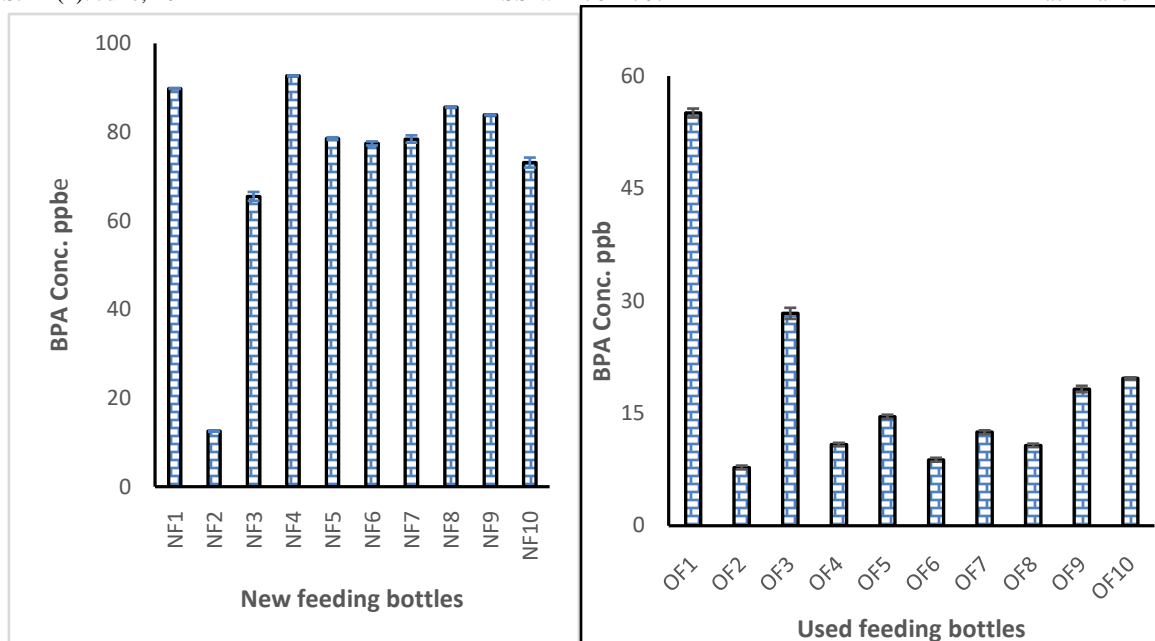 100
80
60
40
20
0
BPA Conc. ppbe
NF1
NF2
NF3
NF4
NF5
NF6
NF7
NF8
NF9
NF10
New feeding bottles
60
45
30
15
0
BPA Conc. ppb
OF1
OF2
OF3
OF4
OF5
OF6
OF7
OF8
OF9
OF10
Used feeding bottles